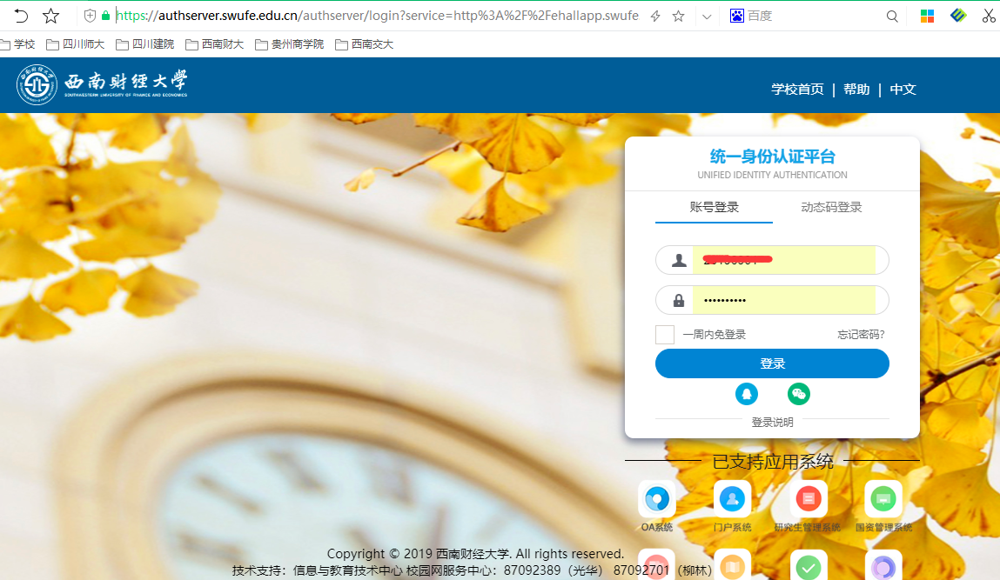 https://authserver.swufe.edu.cn/authserver/login?service=http%3A%2F%2Fehallapp.swufe
百度
学校 四川师大 四川建院 西南财大 贵州商学院 西南交大
西南财经大学
SOUTHWESTERN UNIVERSITY OF FINANCE AND ECONOMICS
学校首页 | 帮助 | 中文
统一身份认证平台
UNIFIED IDENTITY AUTHENTICATION
账号登录 动态码登录
••••••••••
一周内免登录 忘记密码?
登录
登录说明
已支持应用系统
OA系统 门户系统 研究生管理系统 国资管理系统
Copyright © 2019 西南财经大学. All rights reserved.
技术支持：信息与教育技术中心 校园网服务中心：87092389（光华） 87092701（柳林）